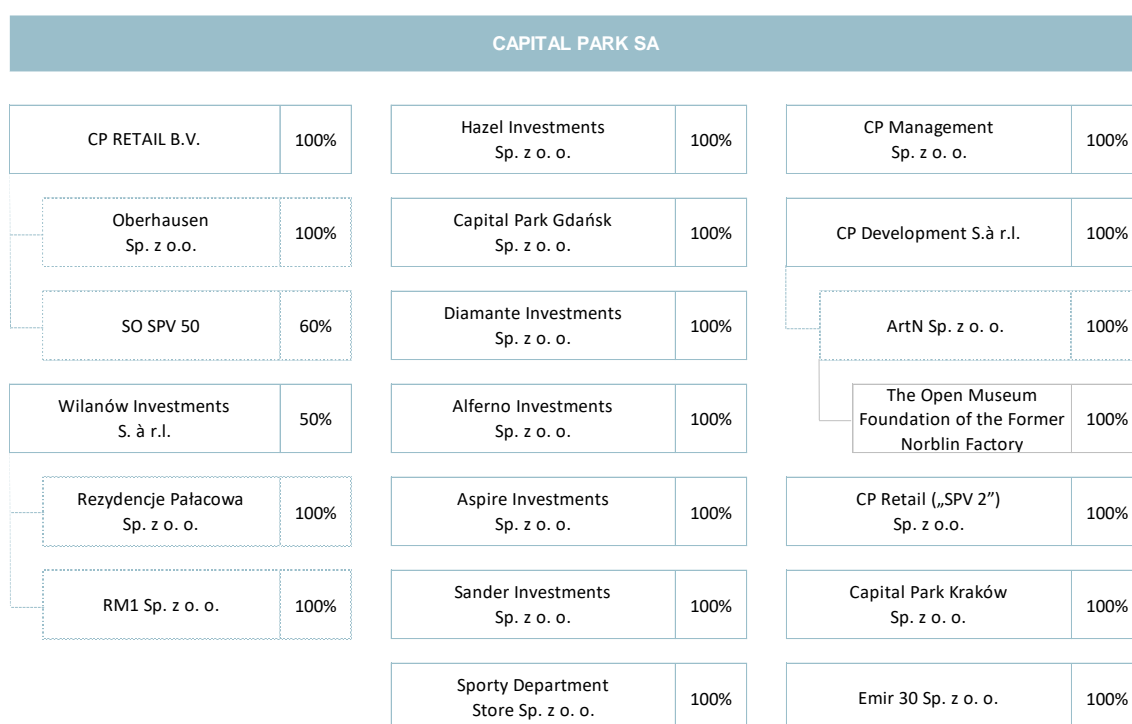 CAPITAL PARK SA
CP RETAIL B.V.
100%
Oberhausen
Sp. z o.o.
100%
SO SPV 50
60%
Wilanów Investments
S. à r.l.
50%
Rezydencje Pałacowa
Sp. z o. o.
100%
RM1 Sp. z o. o.
100%
Hazel Investments
Sp. z o. o.
100%
Capital Park Gdańsk
Sp. z o. o.
100%
Diamante Investments
Sp. z o. o.
100%
Alferno Investments
Sp. z o. o.
100%
Aspire Investments
Sp. z o. o.
100%
Sander Investments
Sp. z o. o.
100%
Sporty Department
Store Sp. z o. o.
100%
CP Management
Sp. z o. o.
100%
CP Development S.à r.l.
100%
ArtN Sp. z o. o.
100%
The Open Museum
Foundation of the Former
Norblin Factory
100%
CP Retail („SPV 2”)
Sp. z o.o.
100%
Capital Park Kraków
Sp. z o. o.
100%
Emir 30 Sp. z o. o.
100%